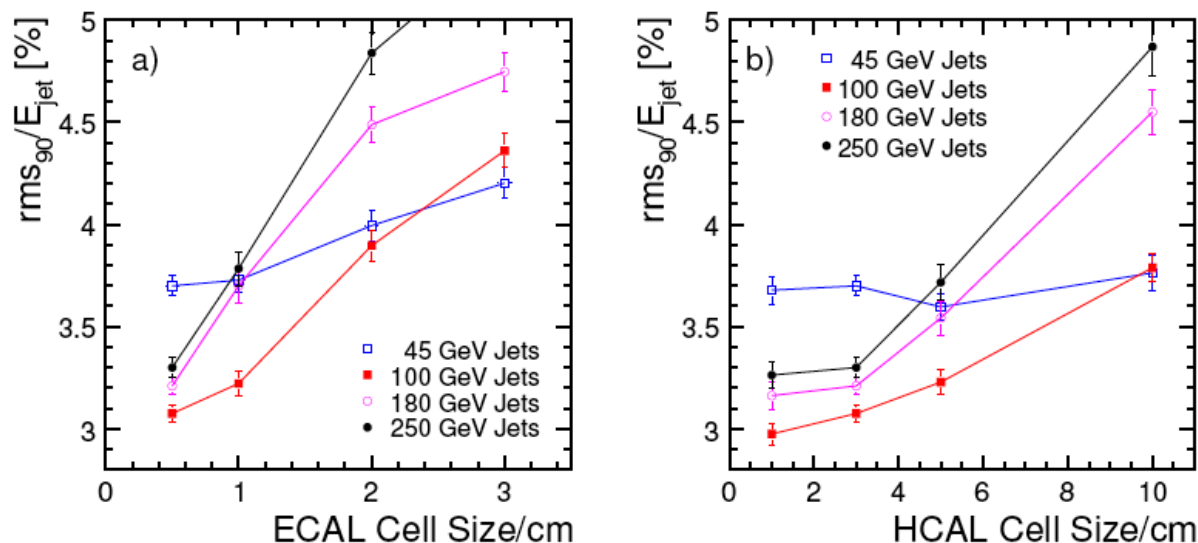 a)
rms90/Ejet [%]
5
4.5
4
3.5
3
45 GeV Jets
100 GeV Jets
180 GeV Jets
250 GeV Jets
0 1 2 3
ECAL Cell Size/cm
b)
rms90/Ejet [%]
5
4.5
4
3.5
3
45 GeV Jets
100 GeV Jets
180 GeV Jets
250 GeV Jets
0 2 4 6 8 10
HCAL Cell Size/cm